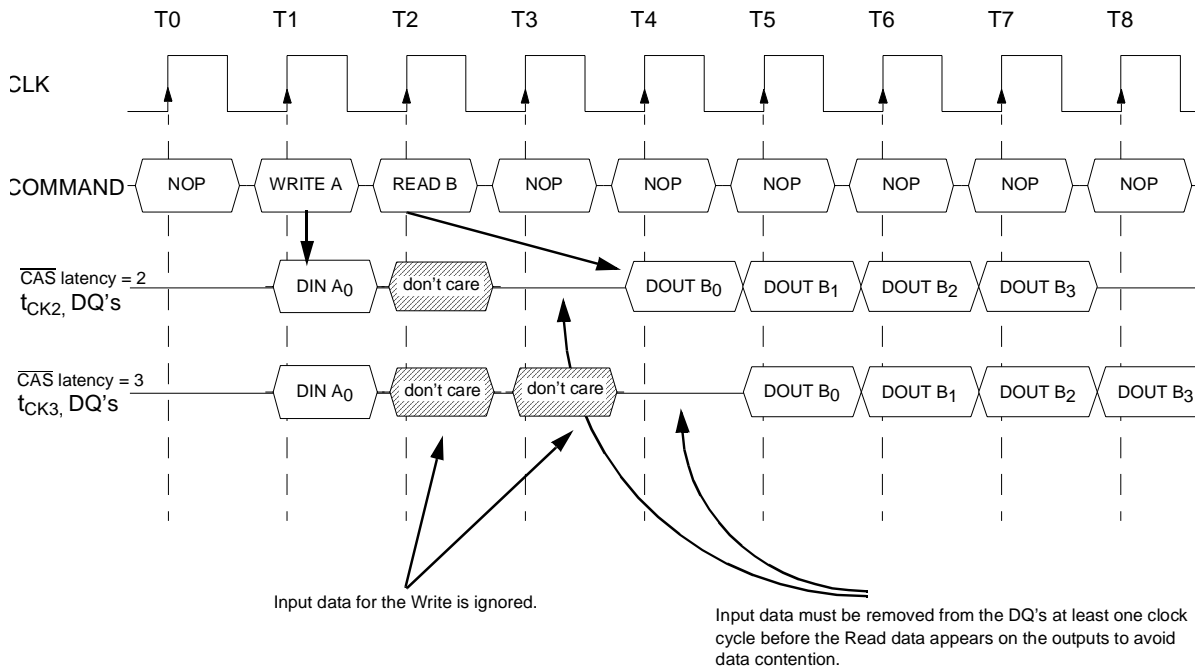 T0 T1 T2 T3 T4 T5 T6 T7 T8
CLK
COMMAND NOP WRITE A READ B NOP NOP NOP NOP NOP NOP
CAS latency = 2
tCK2, DQ's DIN A0 don't care DOUT B0 DOUT B1 DOUT B2 DOUT B3
CAS latency = 3
tCK3, DQ's DIN A0 don't care don't care DOUT B0 DOUT B1 DOUT B2 DOUT B3
Input data for the Write is ignored.
Input data must be removed from the DQ's at least one clock
cycle before the Read data appears on the outputs to avoid
data contention.